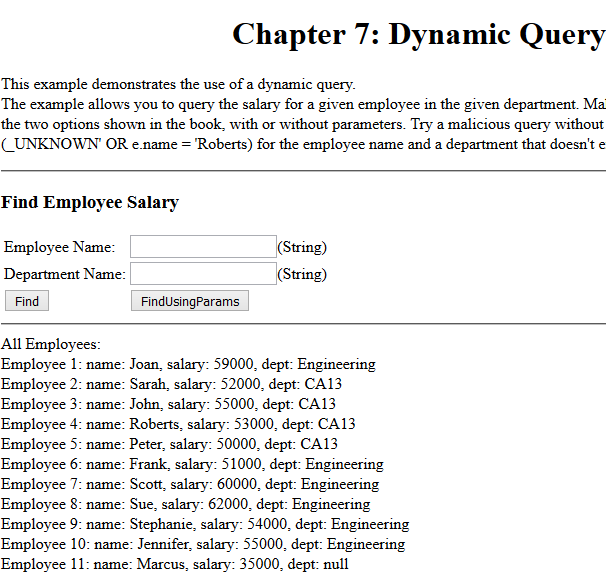 Chapter 7: Dynamic Query
This example demonstrates the use of a dynamic query.
The example allows you to query the salary for a given employee in the given department.
the two options shown in the book, with or without parameters. Try a malicious query without
(_UNKNOWN' OR e.name = 'Roberts) for the employee name and a department that doesn't
Find Employee Salary
Employee Name: (String)
Department Name: (String)
Find FindUsingParams
All Employees:
Employee 1: name: Joan, salary: 59000, dept: Engineering
Employee 2: name: Sarah, salary: 52000, dept: CA13
Employee 3: name: John, salary: 55000, dept: CA13
Employee 4: name: Roberts, salary: 53000, dept: CA13
Employee 5: name: Peter, salary: 50000, dept: CA13
Employee 6: name: Frank, salary: 51000, dept: Engineering
Employee 7: name: Scott, salary: 60000, dept: Engineering
Employee 8: name: Sue, salary: 62000, dept: Engineering
Employee 9: name: Stephanie, salary: 54000, dept: Engineering
Employee 10: name: Jennifer, salary: 55000, dept: Engineering
Employee 11: name: Marcus, salary: 35000, dept: null